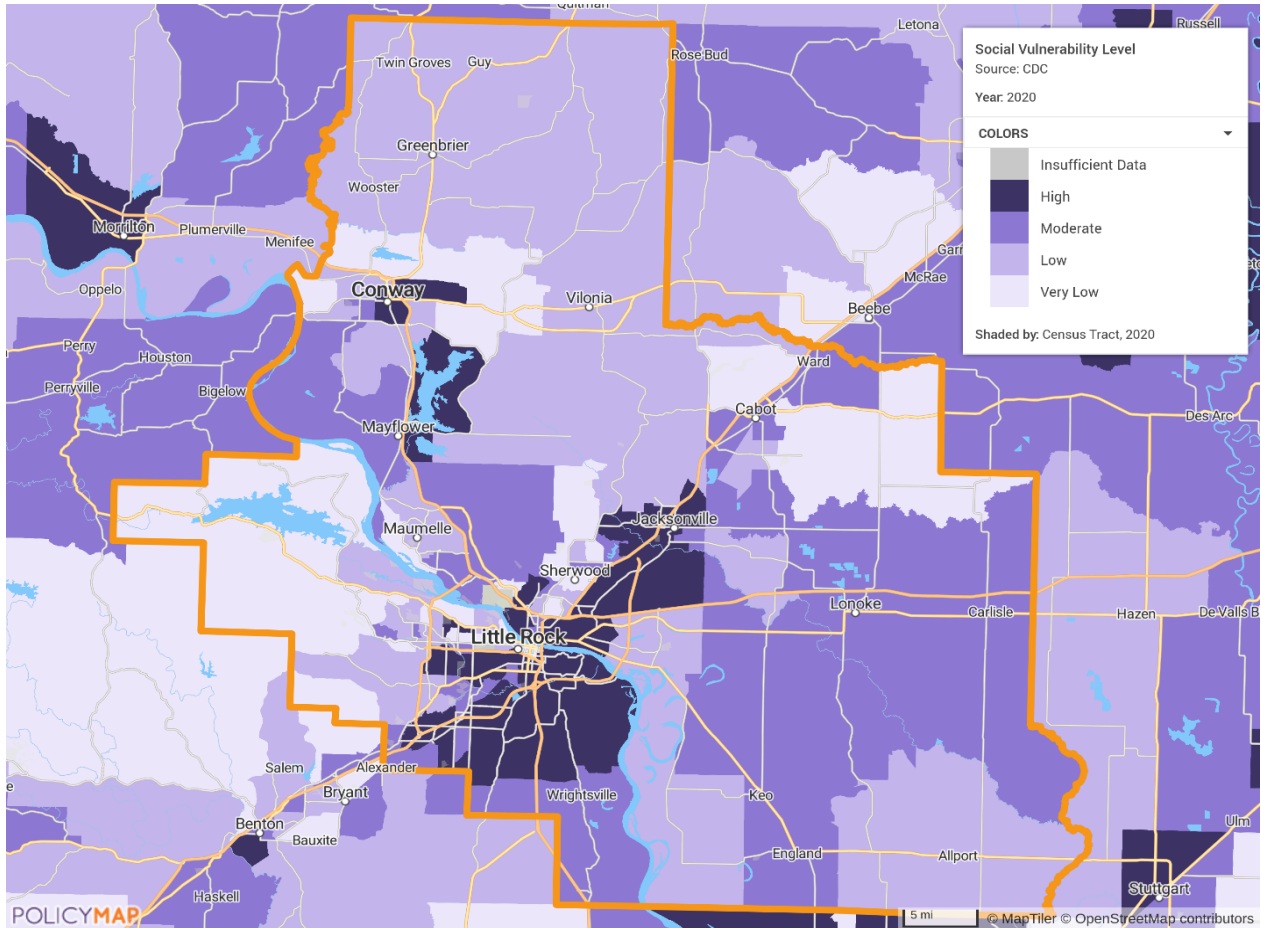 Quitman
Letona
Russell
Rose Bud
Twin Groves
Guy
Social Vulnerability Level
Source: CDC
Year: 2020
COLORS
Insufficient Data
High
Moderate
Low
Very Low
Shaded by: Census Tract, 2020
Greenbrier
Wooster
Morrilton
Plumerville
Menifee
Garn
McRae
Oppelo
Conway
Vilonia
Beebe
Perry
Houston
Ward
Perryville
Bigelow
Cabot
Des Arc
Mayflower
Maumelle
Jacksonville
Sherwood
Lonoke
Carlisle
Hazen
De Valls B
Little Rock
Salem
Alexander
Bryant
Wrightsville
Keo
Benton
Bauxite
Ulm
England
Allport
Haskell
Stuttgart
POLICYMAP
5 mi
© MapTiler © OpenStreetMap contributors